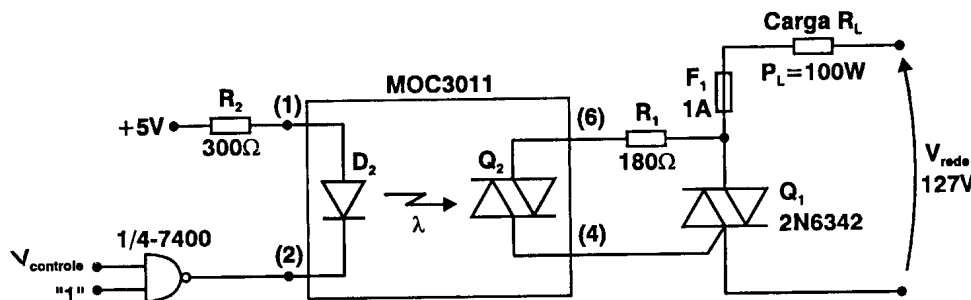 Carga R_L
P_L=100W
MOC3011
F₁
1A
R₂
(1)
+5V
300Ω
(6)
R₁
180Ω
D₂
Q₂
λ
V_rede
127V
Q₁
2N6342
1/4-7400
(2)
(4)
V_controle
"1"